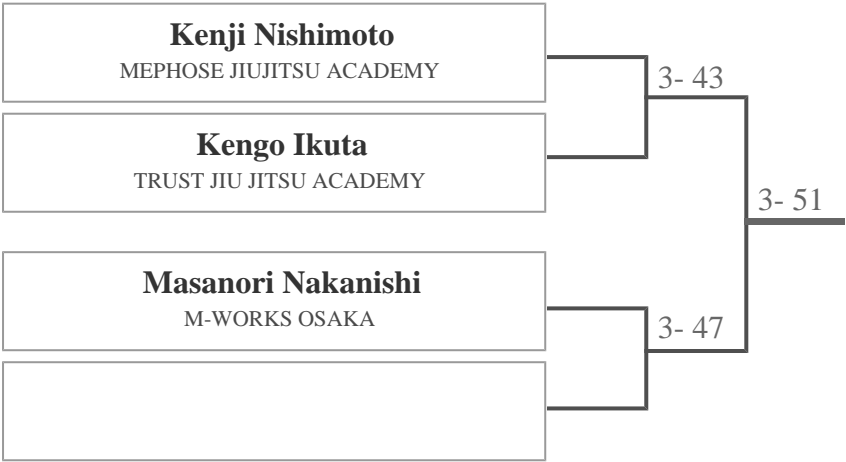 Kenji Nishimoto
MEPHOSE JIUJITSU ACADEMY
3- 43
Kengo Ikuta
TRUST JIU JITSU ACADEMY
3- 51
Masanori Nakanishi
M-WORKS OSAKA
3- 47